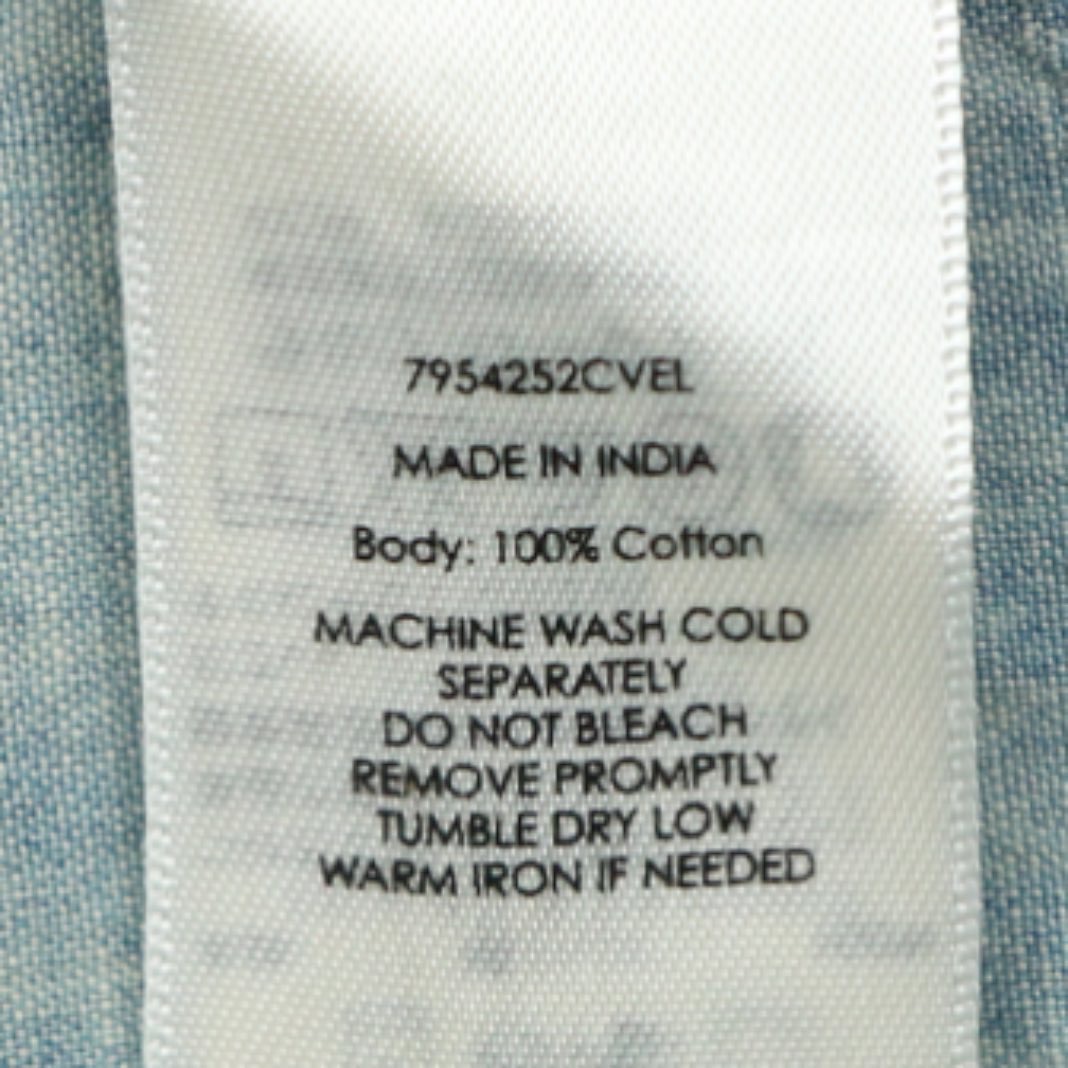 7954252CVEL
MADE IN INDIA
Body: 100% Cotton
MACHINE WASH COLD
SEPARATELY
DO NOT BLEACH
REMOVE PROMPTLY
TUMBLE DRY LOW
WARM IRON IF NEEDED